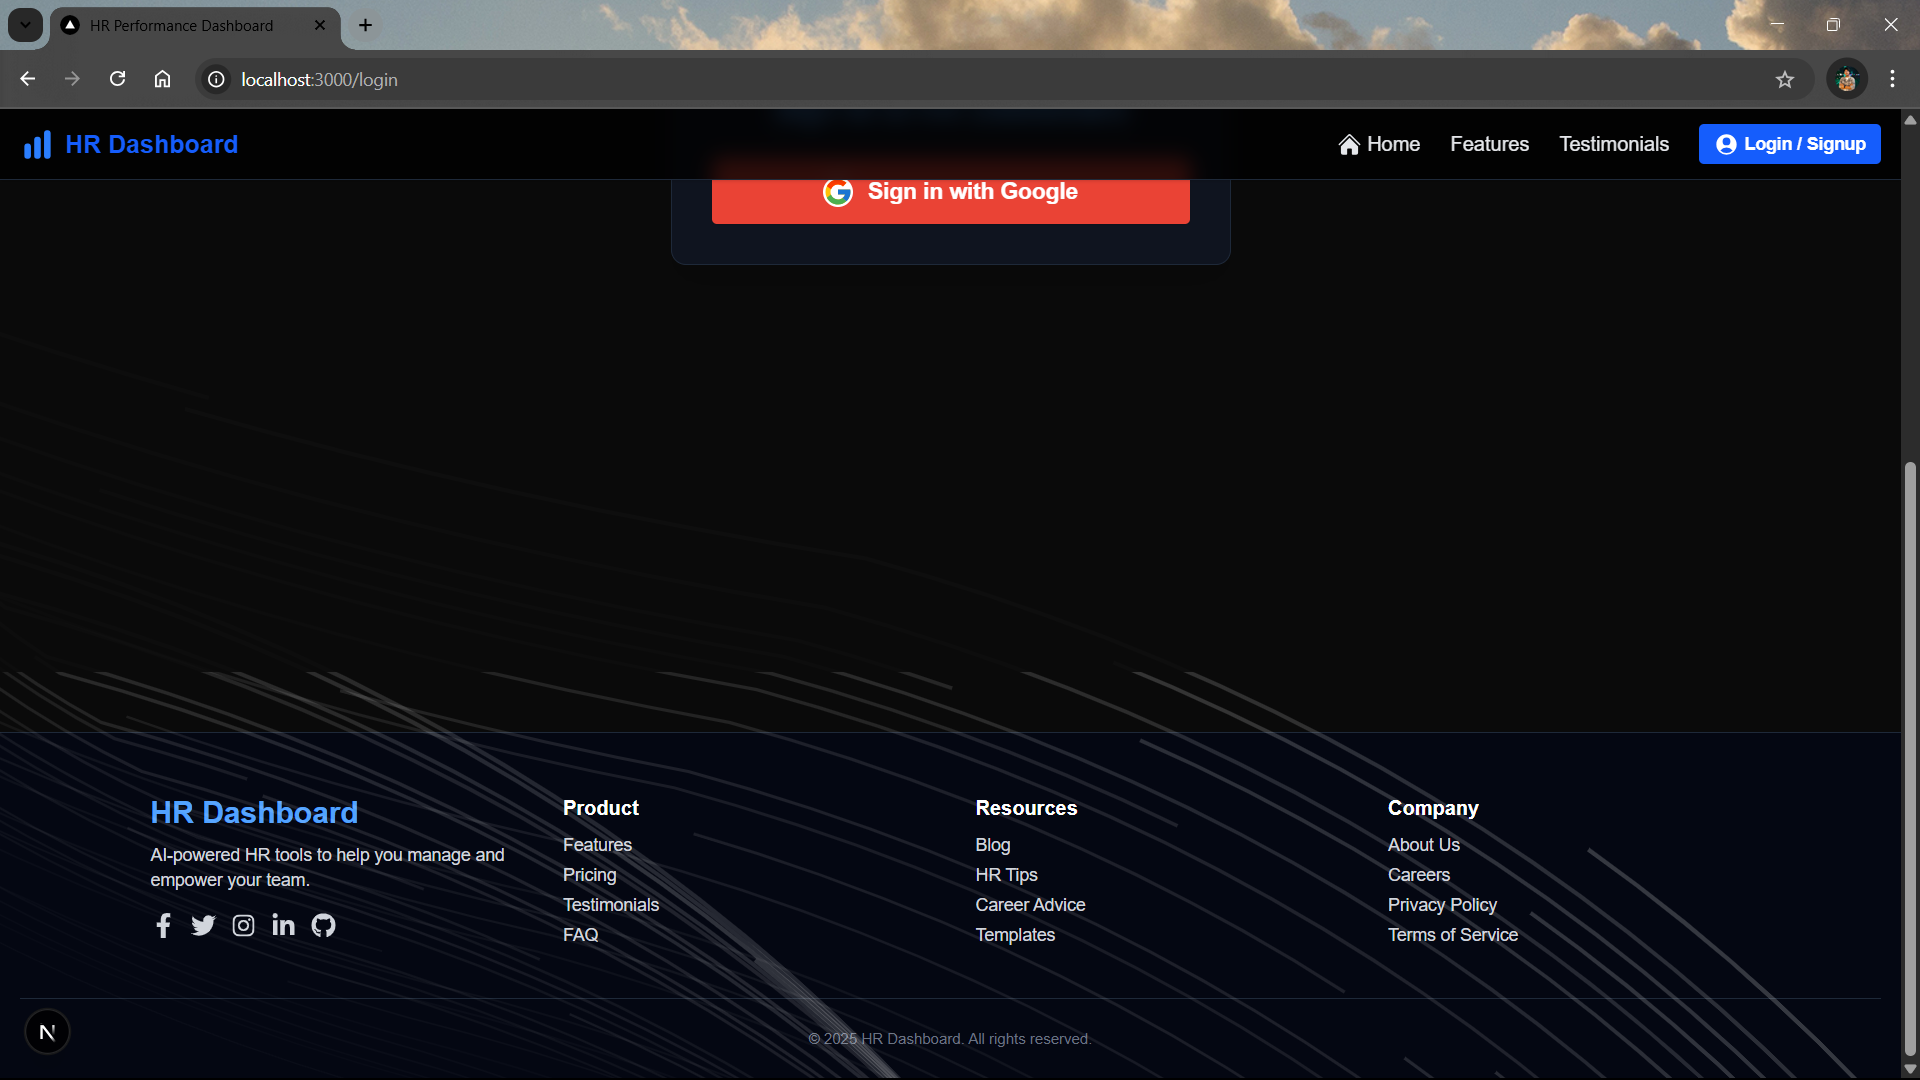 HR Performance Dashboard
localhost:3000/login
HR Dashboard
Home
Features
Testimonials
Login / Signup
Sign in with Google
HR Dashboard
AI-powered HR tools to help you manage and
empower your team.
Product
Features
Pricing
Testimonials
FAQ
Resources
Blog
HR Tips
Career Advice
Templates
Company
About Us
Careers
Privacy Policy
Terms of Service
N
© 2025 HR Dashboard. All rights reserved.